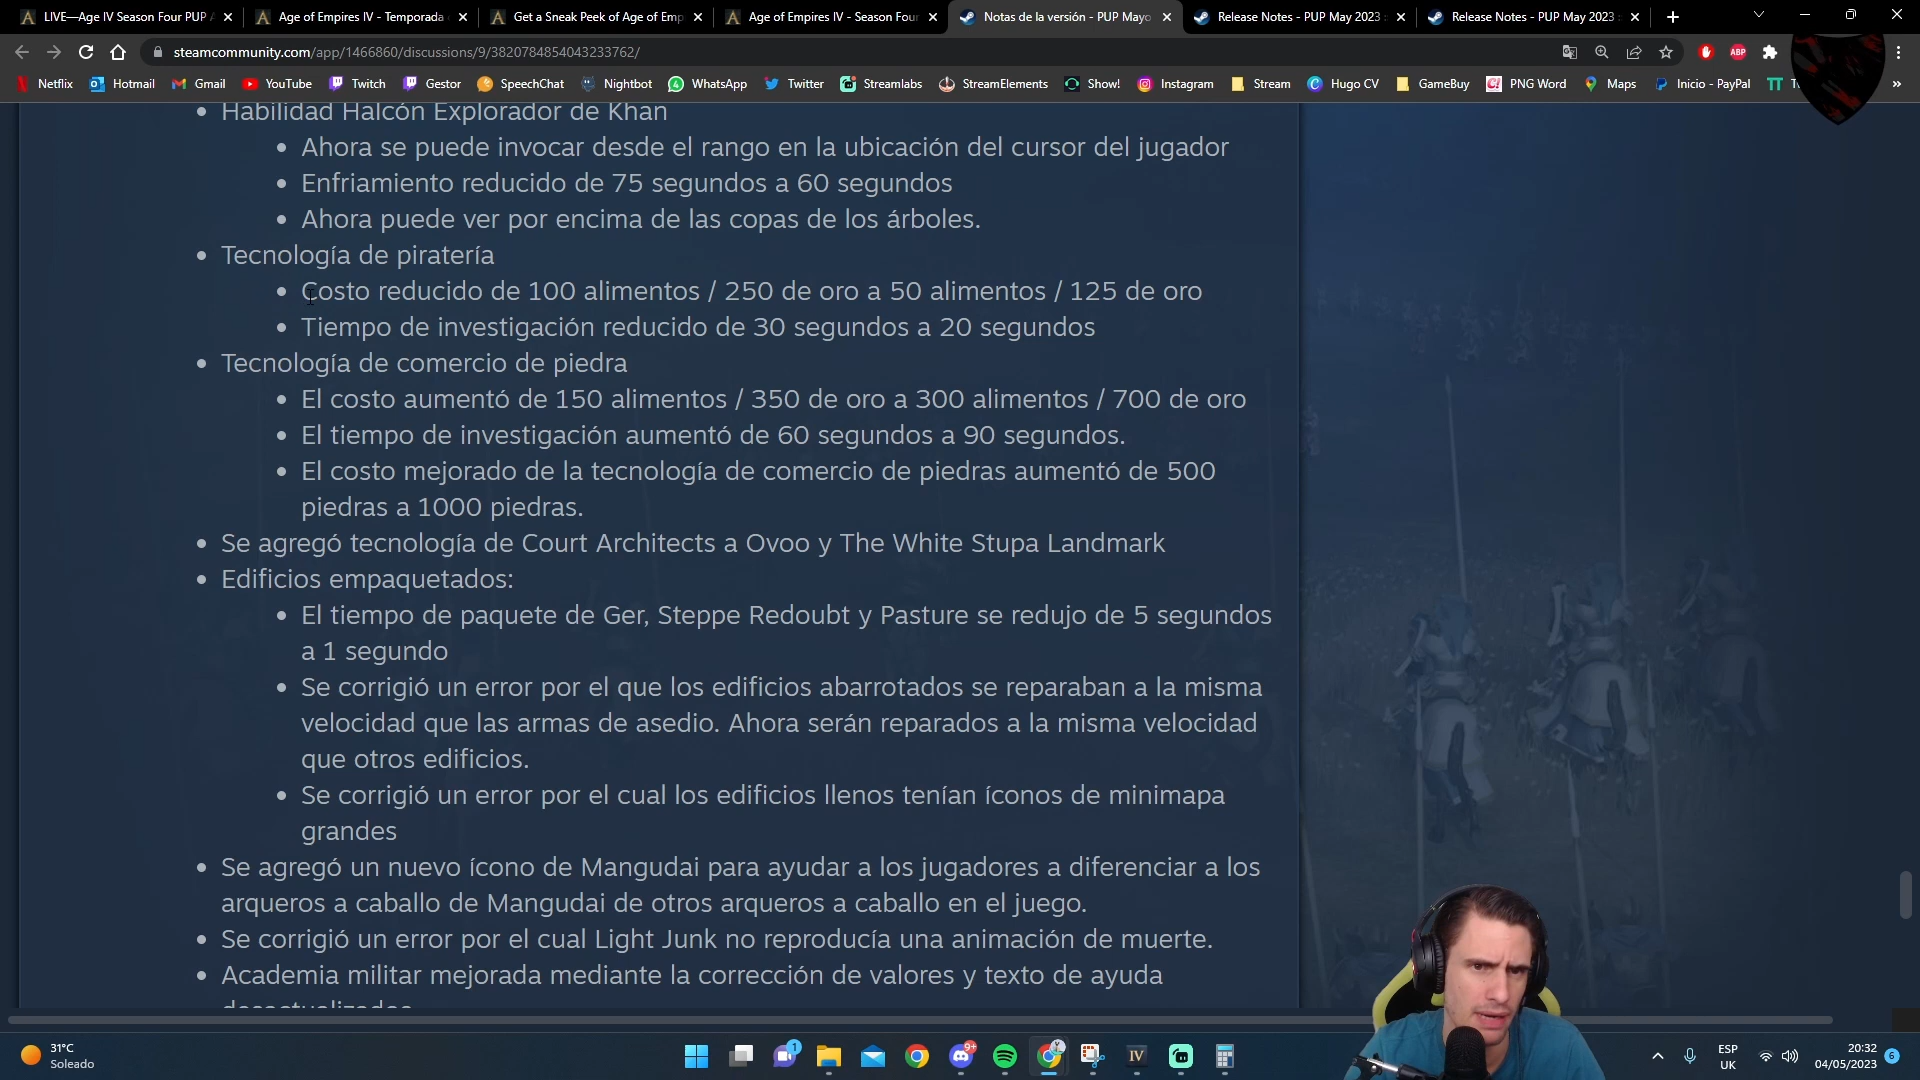 LIVE—Age IV Season Four PUP
Age of Empires IV - Temporada
Get a Sneak Peek of Age of Emp
Age of Empires IV - Season Four
Notas de la versión - PUP Mayo
Release Notes - PUP May 2023
Release Notes - PUP May 2023
steamcommunity.com/app/1466860/discussions/9/3820784854043233762/
ABP
Netflix Hotmail Gmail YouTube Twitch Gestor SpeechChat Nightbot WhatsApp Twitter Streamlabs StreamElements Show! Instagram Stream Hugo CV GameBuy PNG Word Maps Inicio - PayPal
Habilidad Halcón Explorador de Khan
Ahora se puede invocar desde el rango en la ubicación del cursor del jugador
Enfriamiento reducido de 75 segundos a 60 segundos
Ahora puede ver por encima de las copas de los árboles.
Tecnología de piratería
Costo reducido de 100 alimentos / 250 de oro a 50 alimentos / 125 de oro
Tiempo de investigación reducido de 30 segundos a 20 segundos
Tecnología de comercio de piedra
El costo aumentó de 150 alimentos / 350 de oro a 300 alimentos / 700 de oro
El tiempo de investigación aumentó de 60 segundos a 90 segundos.
El costo mejorado de la tecnología de comercio de piedras aumentó de 500
piedras a 1000 piedras.
Se agregó tecnología de Court Architects a Ovoo y The White Stupa Landmark
Edificios empaquetados:
El tiempo de paquete de Ger, Steppe Redoubt y Pasture se redujo de 5 segundos
a 1 segundo
Se corrigió un error por el que los edificios abarrotados se reparaban a la misma
velocidad que las armas de asedio. Ahora serán reparados a la misma velocidad
que otros edificios.
Se corrigió un error por el cual los edificios llenos tenían íconos de minimapa
grandes
Se agregó un nuevo ícono de Mangudai para ayudar a los jugadores a diferenciar a los
arqueros a caballo de Mangudai de otros arqueros a caballo en el juego.
Se corrigió un error por el cual Light Junk no reproducía una animación de muerte.
Academia militar mejorada mediante la corrección de valores y texto de ayuda
desactualizados
31°C
Soleado
1
9+
IV
ESP
UK
20:32
04/05/2023
6